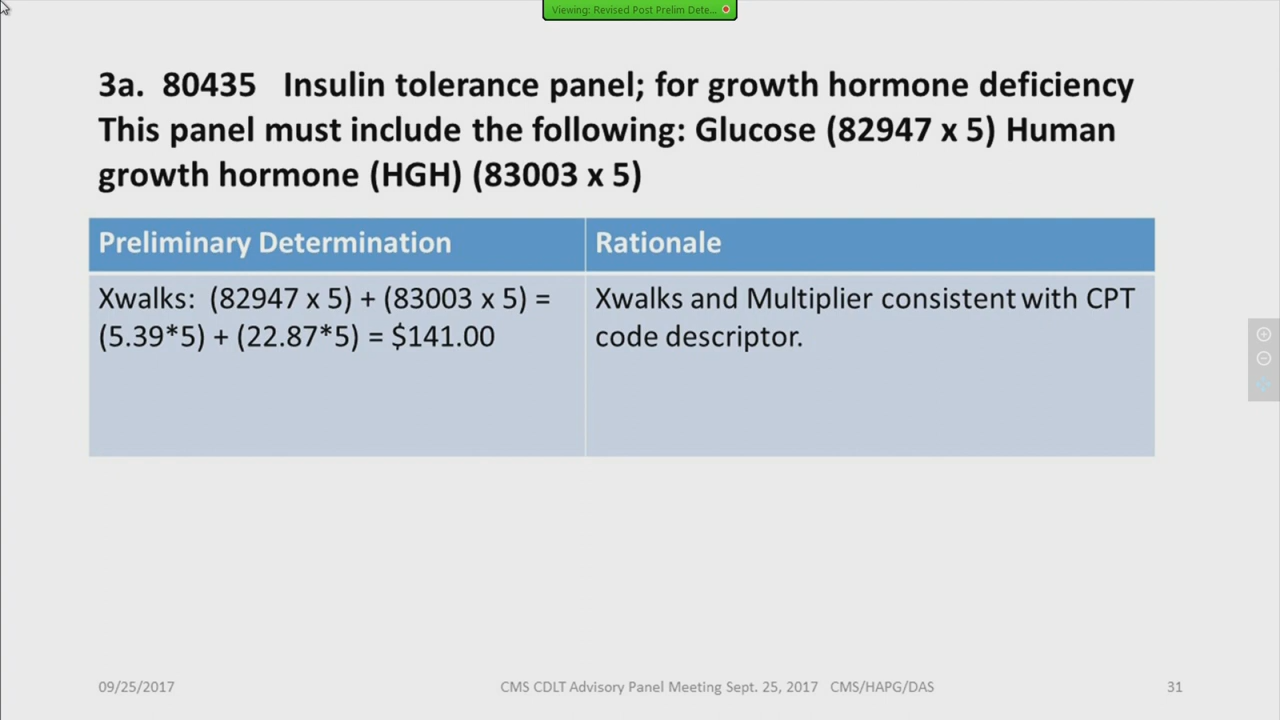 Viewing: Revised Post Prelim Dete...
3a. 80435 Insulin tolerance panel; for growth hormone deficiency
This panel must include the following: Glucose (82947 x 5) Human
growth hormone (HGH) (83003 x 5)
Preliminary Determination
Rationale
Xwalks: (82947 x 5) + (83003 x 5) =
(5.39*5) + (22.87*5) = $141.00
Xwalks and Multiplier consistent with CPT
code descriptor.
09/25/2017
CMS CDLT Advisory Panel Meeting Sept. 25, 2017 CMS/HAPG/DAS
31